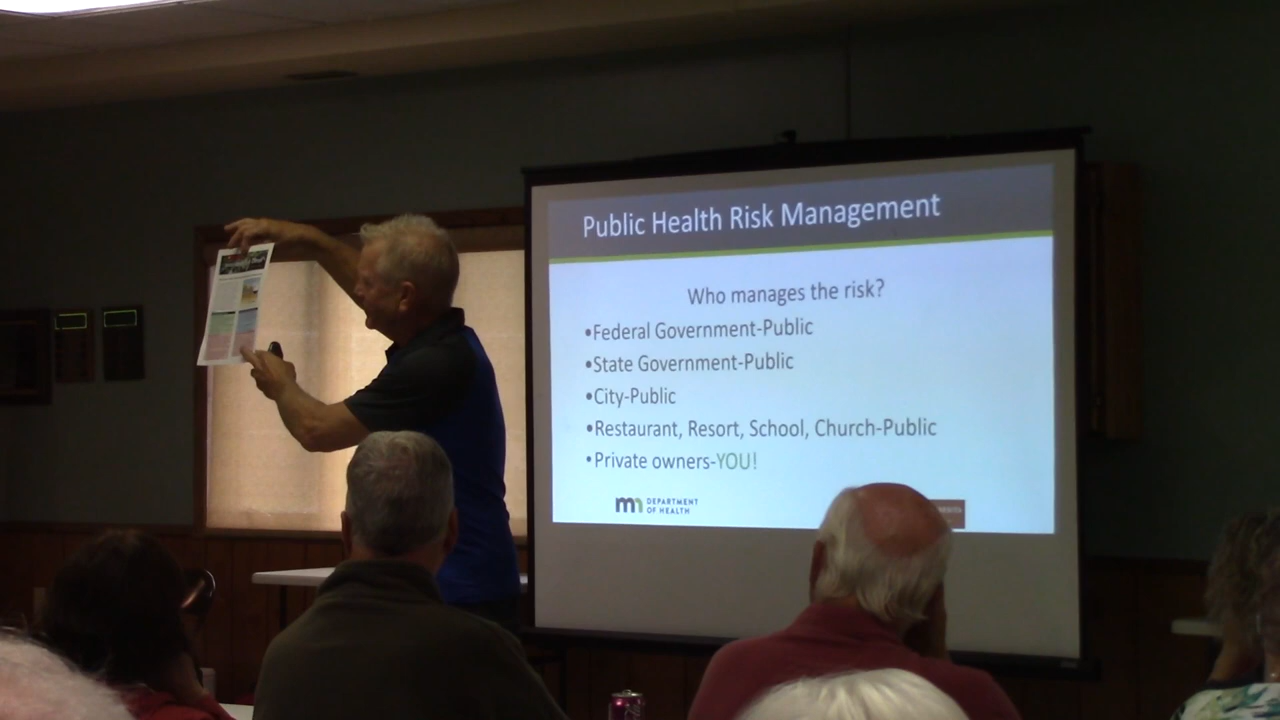 Public Health Risk Management
Who manages the risk?
•Federal Government-Public
•State Government-Public
•City-Public
•Restaurant, Resort, School, Church-Public
•Private owners-YOU!
mn DEPARTMENT
OF HEALTH